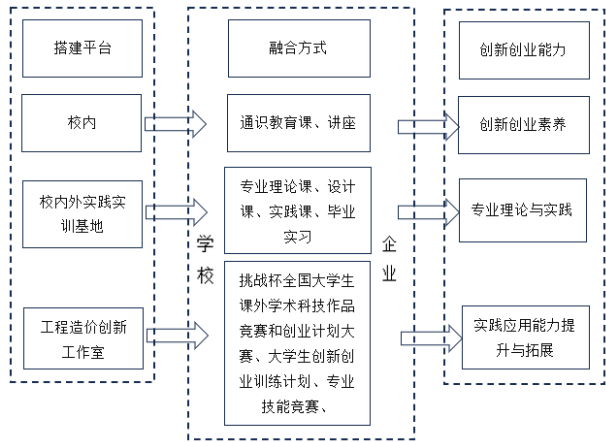 搭建平台
融合方式
创新创业能力
校内
通识教育课、讲座
创新创业素养
校内外实践实
训基地
专业理论课、设计
课、实践课、毕业
实习
专业理论与实践
学
校
企
业
工程造价创新
工作室
挑战杯全国大学生
课外学术科技作品
竞赛和创业计划大
赛、大学生创新创
业训练计划、专业
技能竞赛、
实践应用能力提
升与拓展